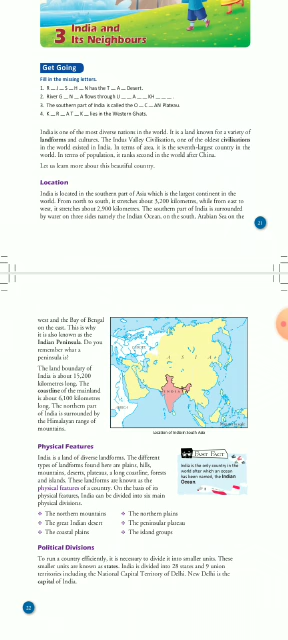 3
India and
Its Neighbours
Get Going
Fill in the missing letters.
1. R _ J _ S _ H _ N has the T _ A _ Desert.
2. River G _ N _ A flows through U _ _ A _ _ KH _ _ _ .
3. The southern part of India is called the D _ C _ AN Plateau.
4. K _ R _ A T _ K _ lies in the Western Ghats.
India is one of the most diverse nations in the world. It is a land known for a variety of
landforms and cultures. The Indus Valley Civilisation, one of the oldest civilisations
in the world existed in India. In terms of area, it is the seventh-largest country in the
world. In terms of population, it ranks second in the world after China.
Let us learn more about this beautiful country.
Location
India is located in the southern part of Asia which is the largest continent in the
world. From north to south, it stretches about 3,200 kilometres, while from east to
west, it stretches about 2,900 kilometres. The southern part of India is surrounded
by water on three sides namely the Indian Ocean, on the south, Arabian Sea on the
21
west and the Bay of Bengal
on the east. This is why
it is also known as the
Indian Peninsula. Do you
remember what a
peninsula is?
The land boundary of
India is about 15,200
kilometres long. The
coastline of the mainland
is about 6,100 kilometres
long. The northern part
of India is surrounded by
the Himalayan range of
mountains.
Location of India in South Asia
Physical Features
India is a land of diverse landforms. The different
types of landforms found here are plains, hills,
mountains, deserts, plateaus, a long coastline, forests
and islands. These landforms are known as the
physical features of a country. On the basis of its
physical features, India can be divided into six main
physical divisions.
Fast Fact
India is the only country in the
world after which an ocean
has been named, the Indian
Ocean.
❖ The northern mountains
❖ The northern plains
❖ The great Indian desert
❖ The peninsular plateau
❖ The coastal plains
❖ The island groups
Political Divisions
To run a country efficiently, it is necessary to divide it into smaller units. These
smaller units are known as states. India is divided into 28 states and 9 union
territories including the National Capital Territory of Delhi. New Delhi is the
capital of India.
22